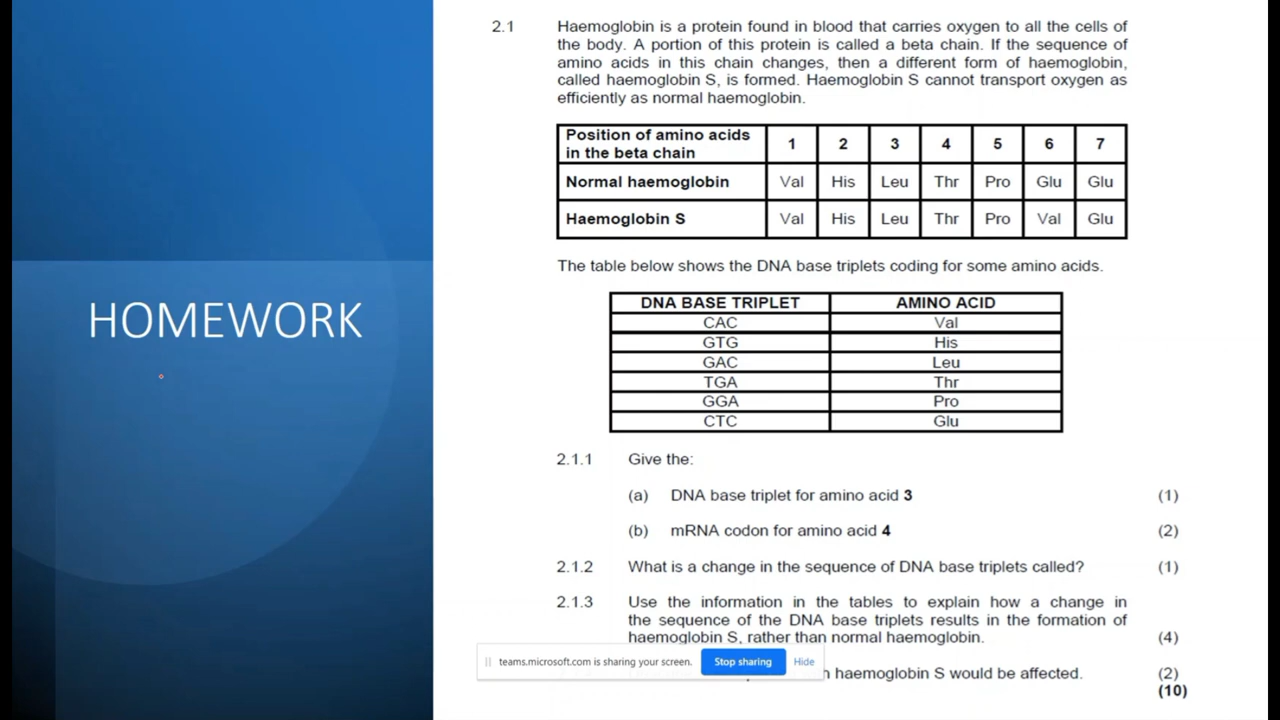 HOMEWORK
2.1 Haemoglobin is a protein found in blood that carries oxygen to all the cells of
the body. A portion of this protein is called a beta chain. If the sequence of
amino acids in this chain changes, then a different form of haemoglobin,
called haemoglobin S, is formed. Haemoglobin S cannot transport oxygen as
efficiently as normal haemoglobin.
Position of amino acids
in the beta chain 1 2 3 4 5 6 7
Normal haemoglobin Val His Leu Thr Pro Glu Glu
Haemoglobin S Val His Leu Thr Pro Val Glu
The table below shows the DNA base triplets coding for some amino acids.
DNA BASE TRIPLET AMINO ACID
CAC Val
GTG His
GAC Leu
TGA Thr
GGA Pro
CTC Glu
2.1.1 Give the:
(a) DNA base triplet for amino acid 3 (1)
(b) mRNA codon for amino acid 4 (2)
2.1.2 What is a change in the sequence of DNA base triplets called? (1)
2.1.3 Use the information in the tables to explain how a change in
the sequence of the DNA base triplets results in the formation of
haemoglobin S, rather than normal haemoglobin. (4)
teams.microsoft.com is sharing your screen. Stop sharing Hide
haemoglobin S would be affected. (2)
(10)